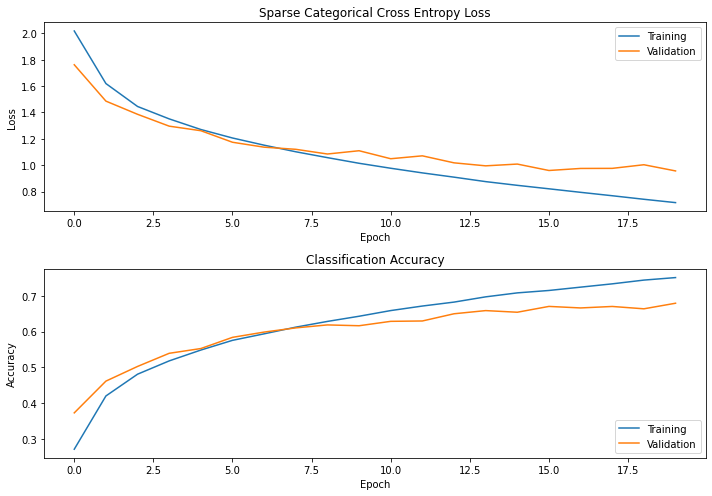 Sparse Categorical Cross Entropy Loss
2.0
1.8
1.6
1.4
1.2
1.0
0.8
Loss
Training
Validation
0.0 2.5 5.0 7.5 10.0 12.5 15.0 17.5
Epoch
Classification Accuracy
0.7
0.6
0.5
0.4
0.3
Accuracy
Training
Validation
0.0 2.5 5.0 7.5 10.0 12.5 15.0 17.5
Epoch